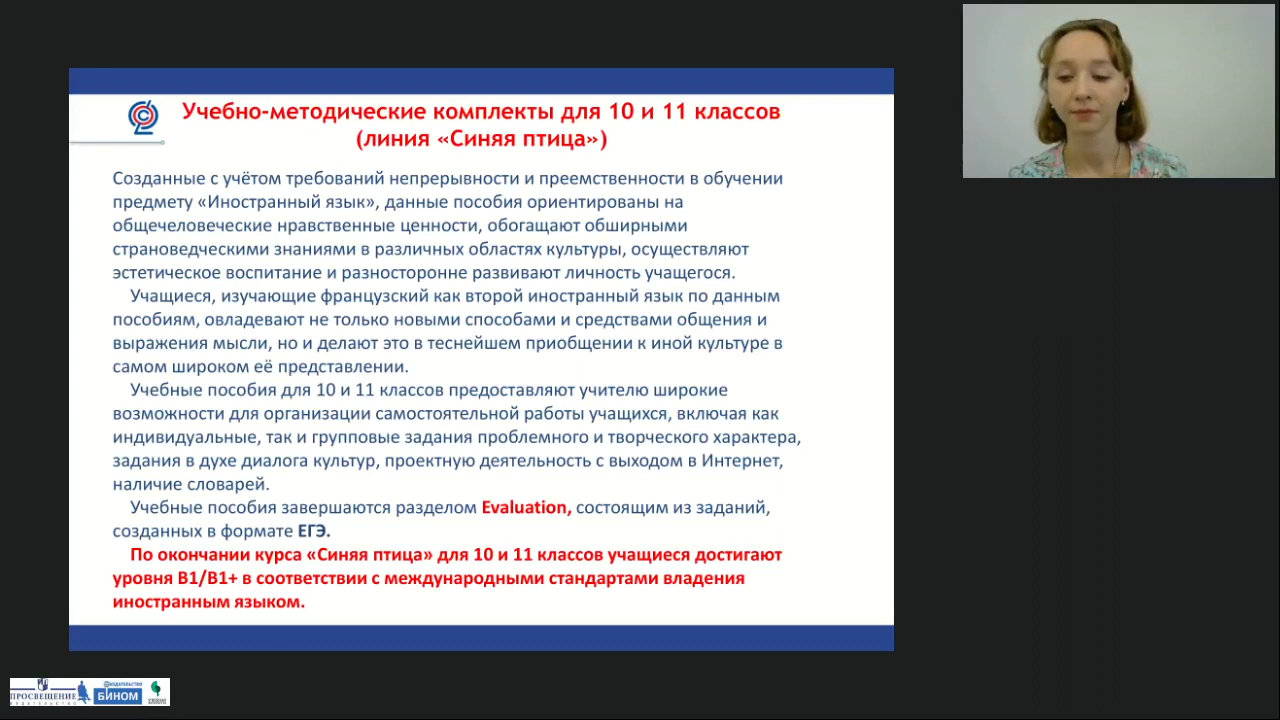 Учебно-методические комплекты для 10 и 11 классов
(линия «Синяя птица»)
Созданные с учётом требований непрерывности и преемственности в обучении
предмету «Иностранный язык», данные пособия ориентированы на
общечеловеческие нравственные ценности, обогащают обширными
страноведческими знаниями в различных областях культуры, осуществляют
эстетическое воспитание и разносторонне развивают личность учащегося.
Учащиеся, изучающие французский как второй иностранный язык по данным
пособиям, овладевают не только новыми способами и средствами общения и
выражения мысли, но и делают это в теснейшем приобщении к иной культуре в
самом широком её представлении.
Учебные пособия для 10 и 11 классов предоставляют учителю широкие
возможности для организации самостоятельной работы учащихся, включая как
индивидуальные, так и групповые задания проблемного и творческого характера,
задания в духе диалога культур, проектную деятельность с выходом в Интернет,
наличие словарей.
Учебные пособия завершаются разделом Evaluation, состоящим из заданий,
созданных в формате ЕГЭ.
По окончании курса «Синяя птица» для 10 и 11 классов учащиеся достигают
уровня В1/В1+ в соответствии с международными стандартами владения
иностранным языком.
ПРОСВЕЩЕНИЕ
ИЗДАТЕЛЬСТВО
БИНОМ